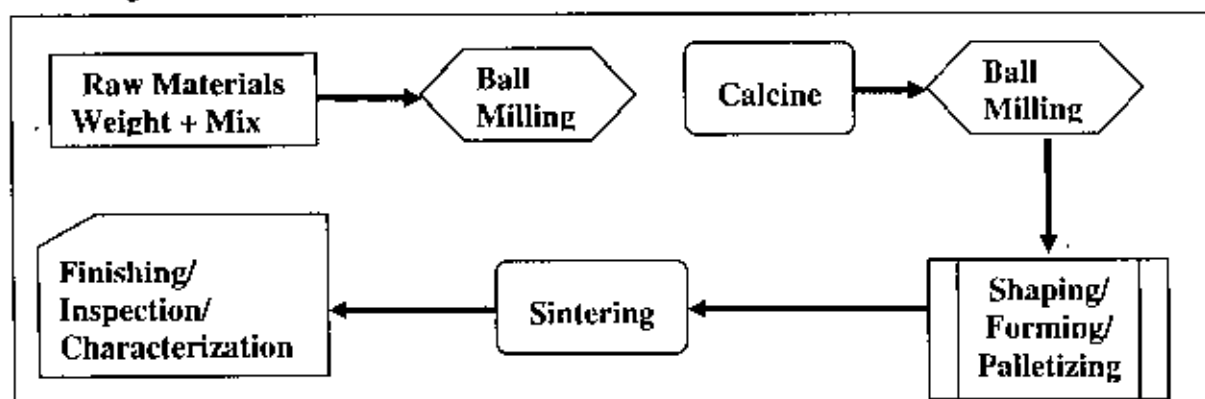 Raw Materials
Weight + Mix
Ball
Milling
Calcine
Ball
Milling
Shaping/
Forming/
Palletizing
Sintering
Finishing/
Inspection/
Characterization